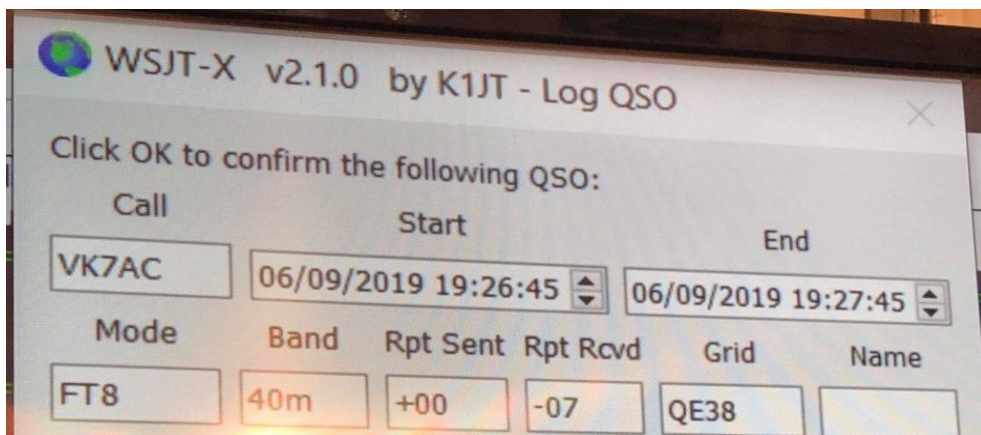 WSJT-X v2.1.0 by K1JT - Log QSO
Click OK to confirm the following QSO:
Call Start End
VK7AC 06/09/2019 19:26:45 06/09/2019 19:27:45
Mode Band Rpt Sent Rpt Rcvd Grid Name
FT8 40m +00 -07 QE38